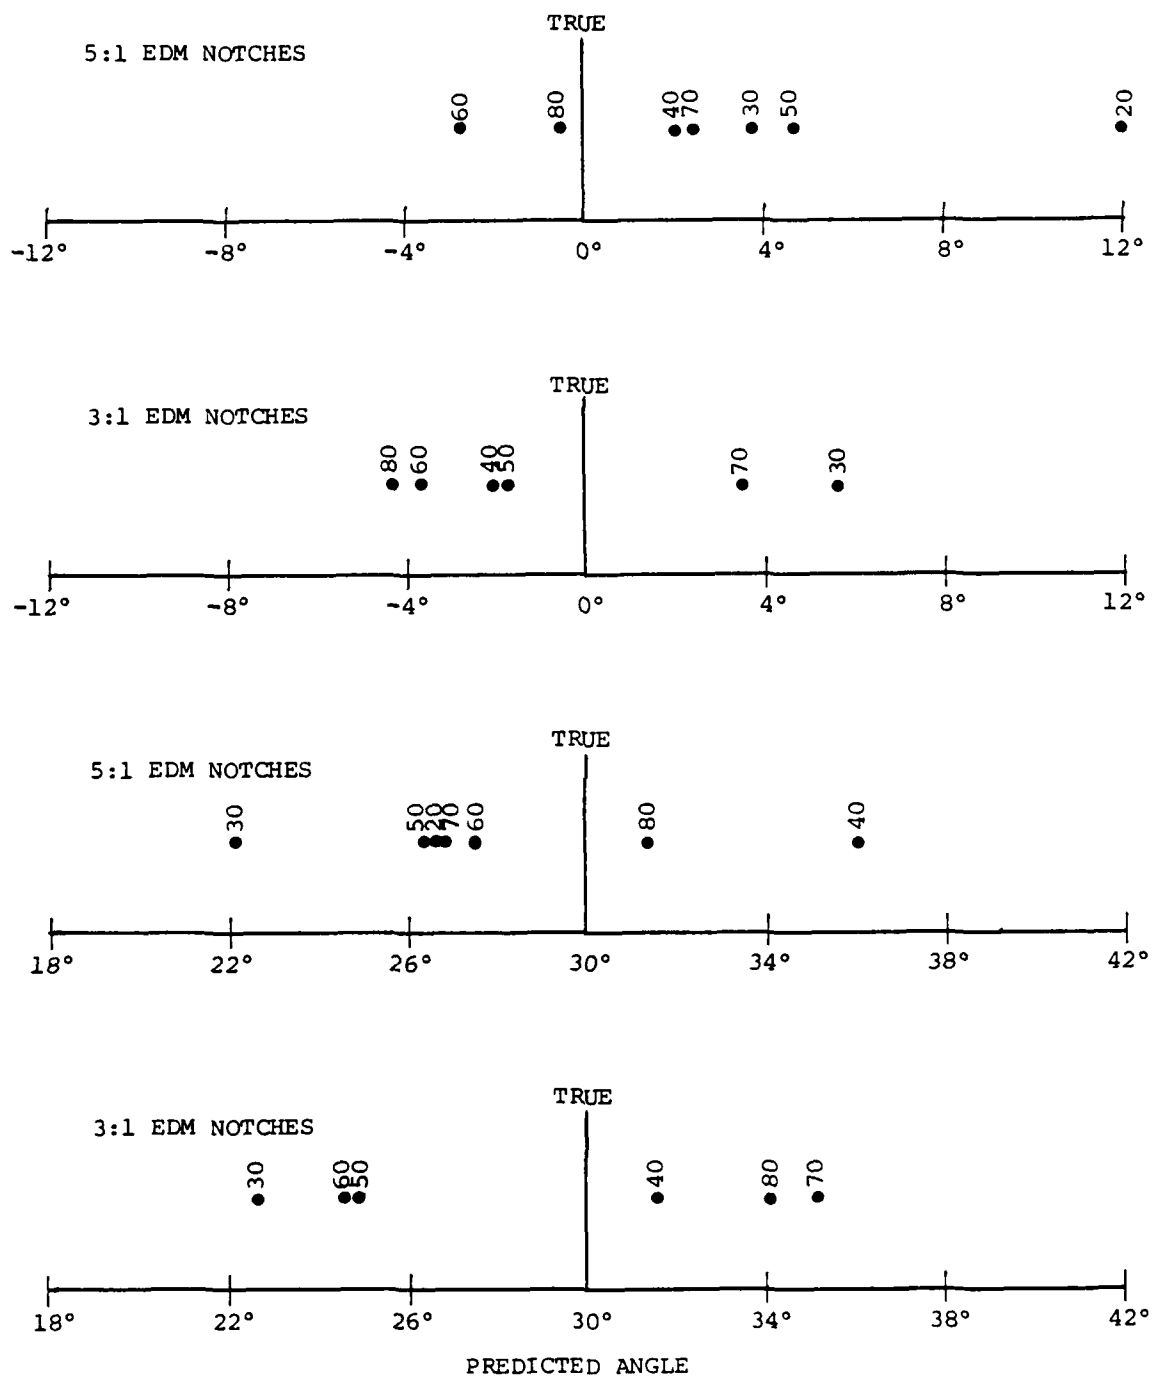 TRUE
5:1 EDM NOTCHES
60 80 40 70 30 50 20
-12° -8° -4° 0° 4° 8° 12°
TRUE
3:1 EDM NOTCHES
80 60 40 50 70 30
-12° -8° -4° 0° 4° 8° 12°
TRUE
5:1 EDM NOTCHES
30 50 20 70 60 80 40
18° 22° 26° 30° 34° 38° 42°
TRUE
3:1 EDM NOTCHES
30 60 50 40 80 70
18° 22° 26° 30° 34° 38° 42°
PREDICTED ANGLE